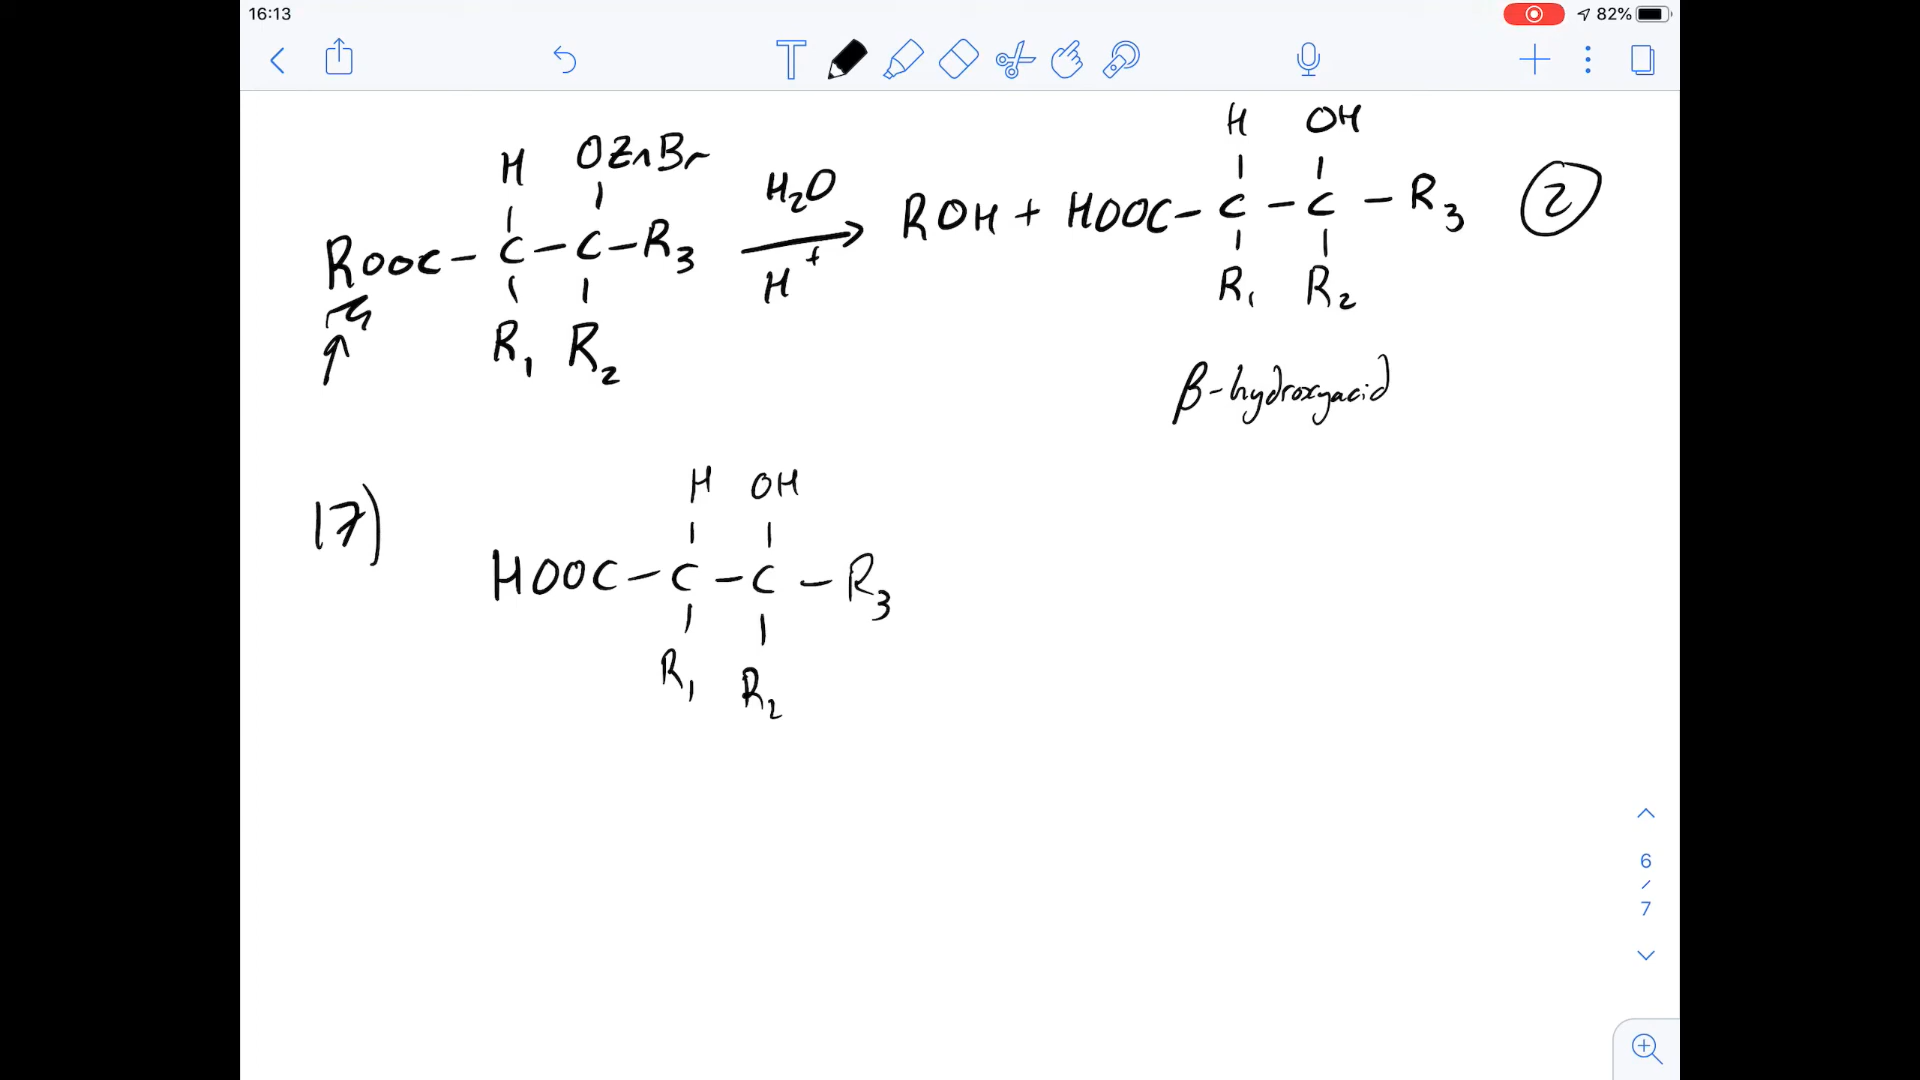 16:13
82%
H OZnBr
ROOC - C - C - R3
R1 R2
H2O
H+
H OH
ROH + HOOC - C - C - R3 2
R1 R2
β-hydroxyacid
17)
H OH
HOOC - C - C - R3
R1 R2
6
/
7